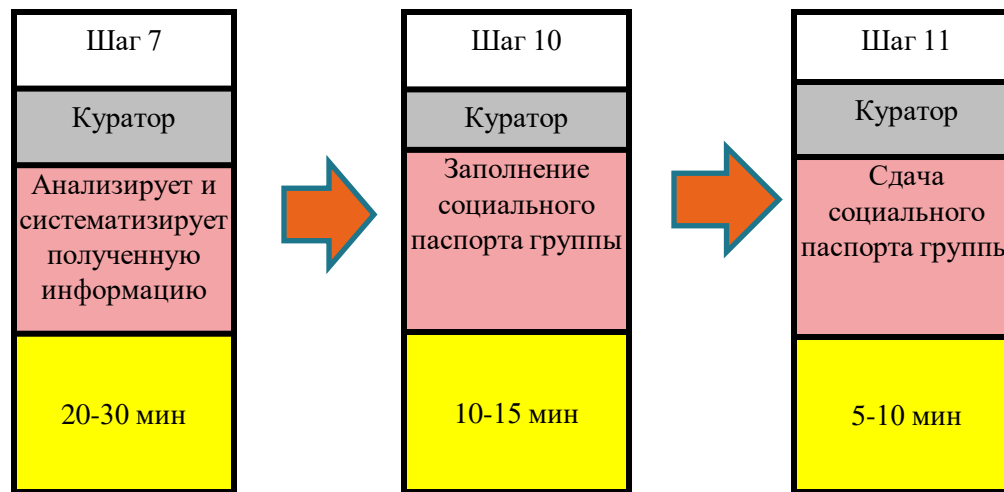 Шаг 7
Куратор
Анализирует и
систематизирует
полученную
информацию
20-30 мин
Шаг 10
Куратор
Заполнение
социального
паспорта группы
10-15 мин
Шаг 11
Куратор
Сдача
социального
паспорта группы
5-10 мин